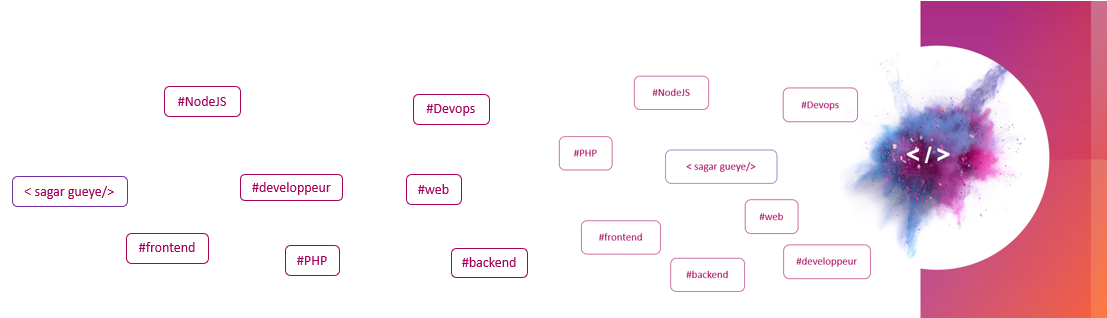 #NodeJS
#Devops
< sagar gueye/>
#developpeur
#web
#frontend
#PHP
#backend
#NodeJS
#Devops
#PHP
< sagar gueye/>
#web
#frontend
#developpeur
#backend
< / >